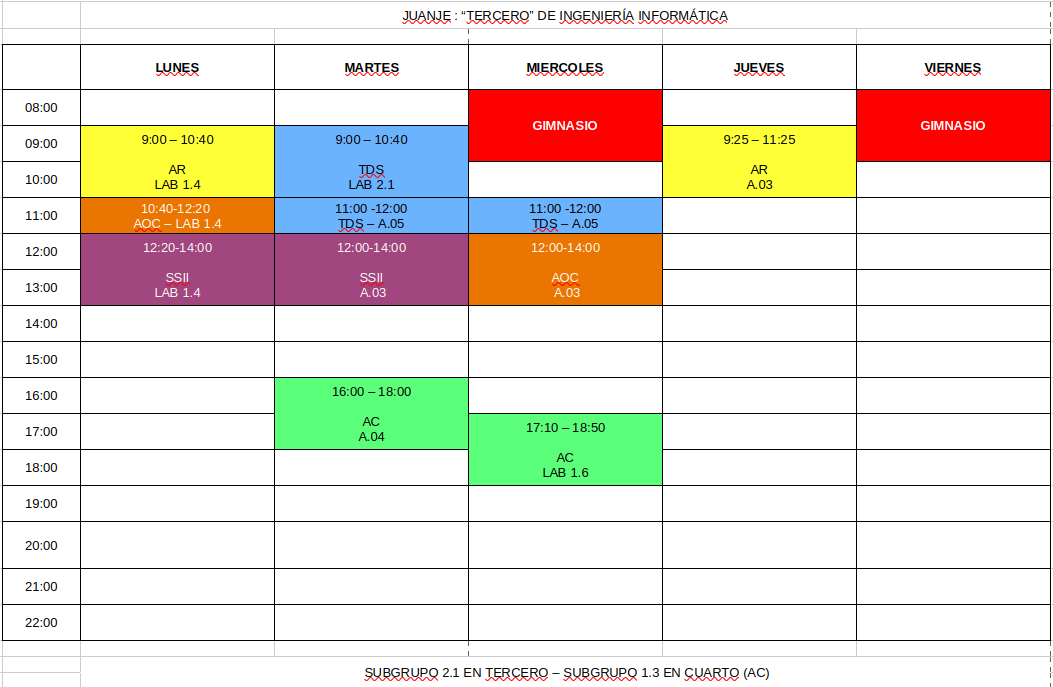 JUANJE : “TERCERO” DE INGENIERÍA INFORMÁTICA
LUNES MARTES MIERCOLES JUEVES VIERNES
08:00
GIMNASIO GIMNASIO
09:00
9:00 – 10:40 9:00 – 10:40 9:25 – 11:25
AR TDS AR
10:00
LAB 1.4 LAB 2.1 A.03
11:00
10:40-12:20 11:00 -12:00 11:00 -12:00
AOC – LAB 1.4 TDS – A.05 TDS – A.05
12:00
12:20-14:00 12:00-14:00 12:00-14:00
SSII SSII AOC
13:00
LAB 1.4 A.03 A.03
14:00
15:00
16:00
16:00 – 18:00
AC
17:00
A.04
17:10 – 18:50
AC
18:00
LAB 1.6
19:00
20:00
21:00
22:00
SUBGRUPO 2.1 EN TERCERO – SUBGRUPO 1.3 EN CUARTO (AC)